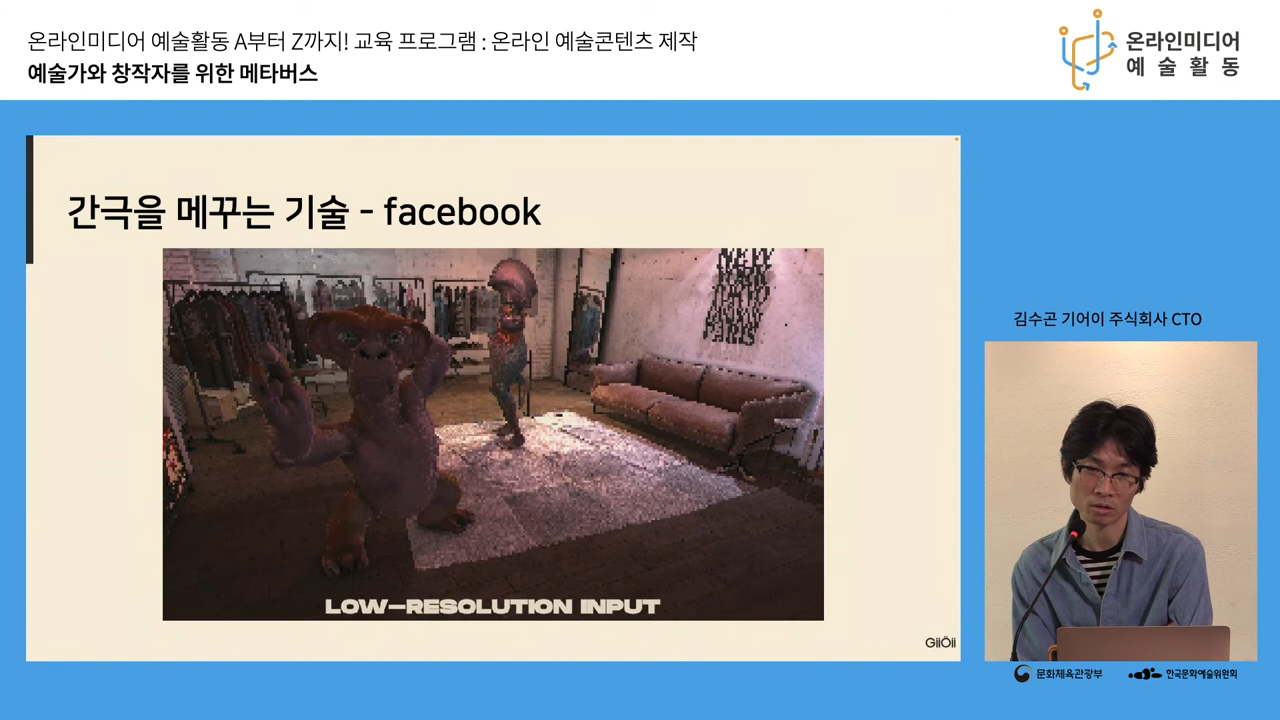 온라인미디어 예술활동 A부터 Z까지! 교육 프로그램 : 온라인 예술콘텐츠 제작
예술가와 창작자를 위한 메타버스
온라인미디어
예 술 활 동
간극을 메꾸는 기술 - facebook
LOW-RESOLUTION INPUT
GiiÖii
김수곤 기어이 주식회사 CTO
문화체육관광부
한국문화예술위원회